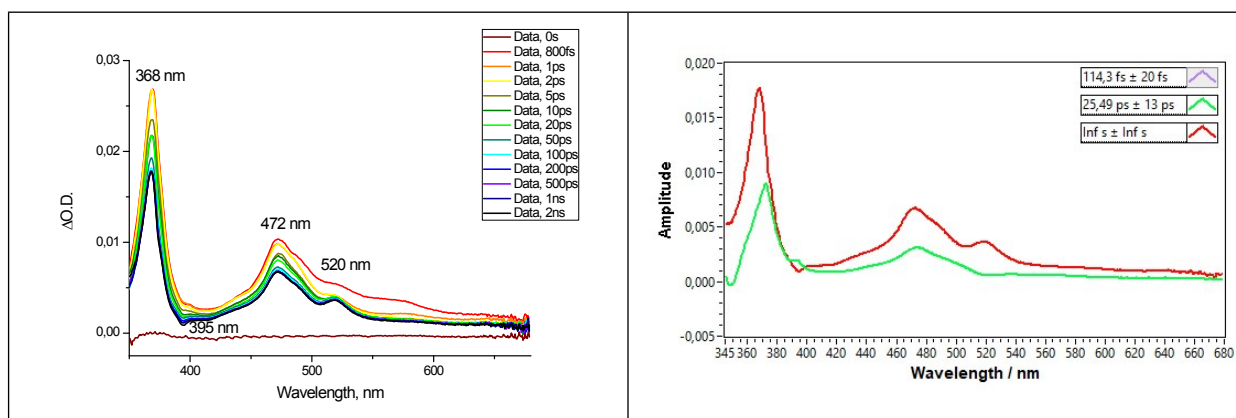 0,03
0,02
0,01
0,00
ΔO.D.
368 nm
395 nm
472 nm
520 nm
400
500
600
Wavelength, nm
Data, 0s
Data, 800fs
Data, 1ps
Data, 2ps
Data, 5ps
Data, 10ps
Data, 20ps
Data, 50ps
Data, 100ps
Data, 200ps
Data, 500ps
Data, 1ns
Data, 2ns
0,020
0,015
0,010
0,005
0,000
-0,005
Amplitude
114,3 fs ± 20 fs
25,49 ps ± 13 ps
Inf s ± Inf s
345 360 380 400 420 440 460 480 500 520 540 560 580 600 620 640 660 680
Wavelength / nm